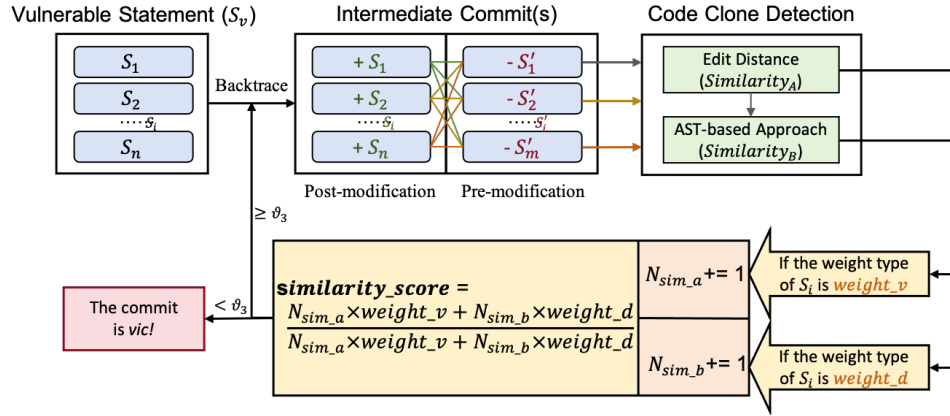 Vulnerable Statement (S_v)
Intermediate Commit(s)
Code Clone Detection
S_1
S_2
.....S_i
S_n
Backtrace
+ S_1
+ S_2
.....S_i
+ S_n
- S'_1
- S'_2
.....S'_i
- S'_m
Post-modification
Pre-modification
Edit Distance
(Similarity_A)
AST-based Approach
(Similarity_B)
≥ ϑ_3
< ϑ_3
The commit
is vic!
similarity_score =
N_sim_a×weight_v + N_sim_b×weight_d
N_sim_a×weight_v + N_sim_b×weight_d
N_sim_a += 1
N_sim_b += 1
If the weight type
of S_i is weight_v
If the weight type
of S_i is weight_d